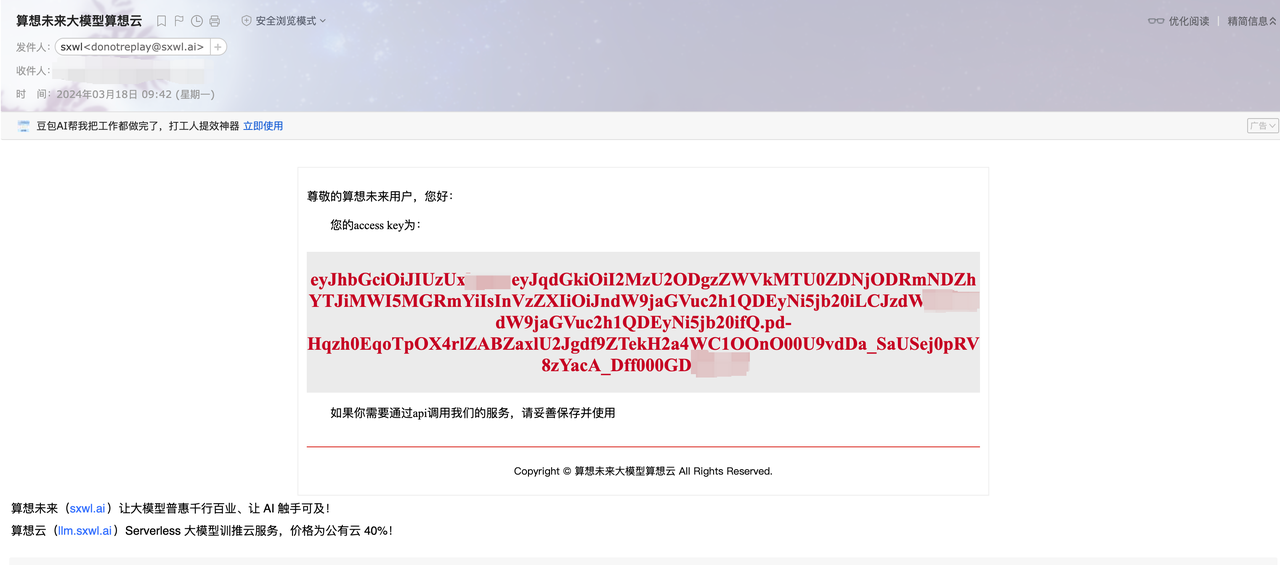 算想未来大模型算想云 安全浏览模式 优化阅读 | 精简信息
发件人: sxwl<donotreplay@sxwl.ai> +
收件人:
时 间: 2024年03月18日 09:42 (星期一)
豆包AI帮我把工作都做完了，打工人提效神器 立即使用 广告
尊敬的算想未来用户，您好：
您的access key为：
eyJhbGciOiJIUzUx eyJqdGkiOiI2MzU2ODgzZWVkMTU0ZDNjODRmNDZh
YTJiMWI5MGRmYiIsInVzZXIiOiJndW9jaGVuc2h1QDEyNi5jb20iLCJzdW
dW9jaGVuc2h1QDEyNi5jb20ifQ.pd-
Hqzh0EqoTpOX4rlZABZaxlU2Jgdf9ZTekH2a4WC1OOnO00U9vdDa_SaUSej0pRV
8zYacA_Dff000GD
如果你需要通过api调用我们的服务，请妥善保存并使用
Copyright © 算想未来大模型算想云 All Rights Reserved.
算想未来（sxwl.ai）让大模型普惠千行百业、让 AI 触手可及！
算想云（llm.sxwl.ai）Serverless 大模型训推云服务，价格为公有云 40%！